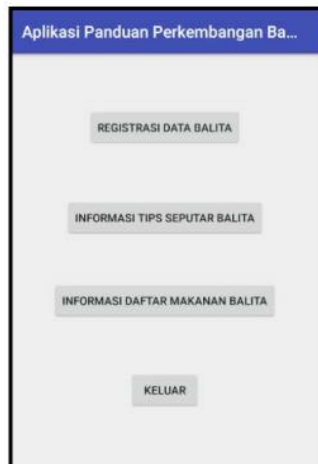 Aplikasi Panduan Perkembangan Ba...
REGISTRASI DATA BALITA
INFORMASI TIPS SEPUTAR BALITA
INFORMASI DAFTAR MAKANAN BALITA
KELUAR